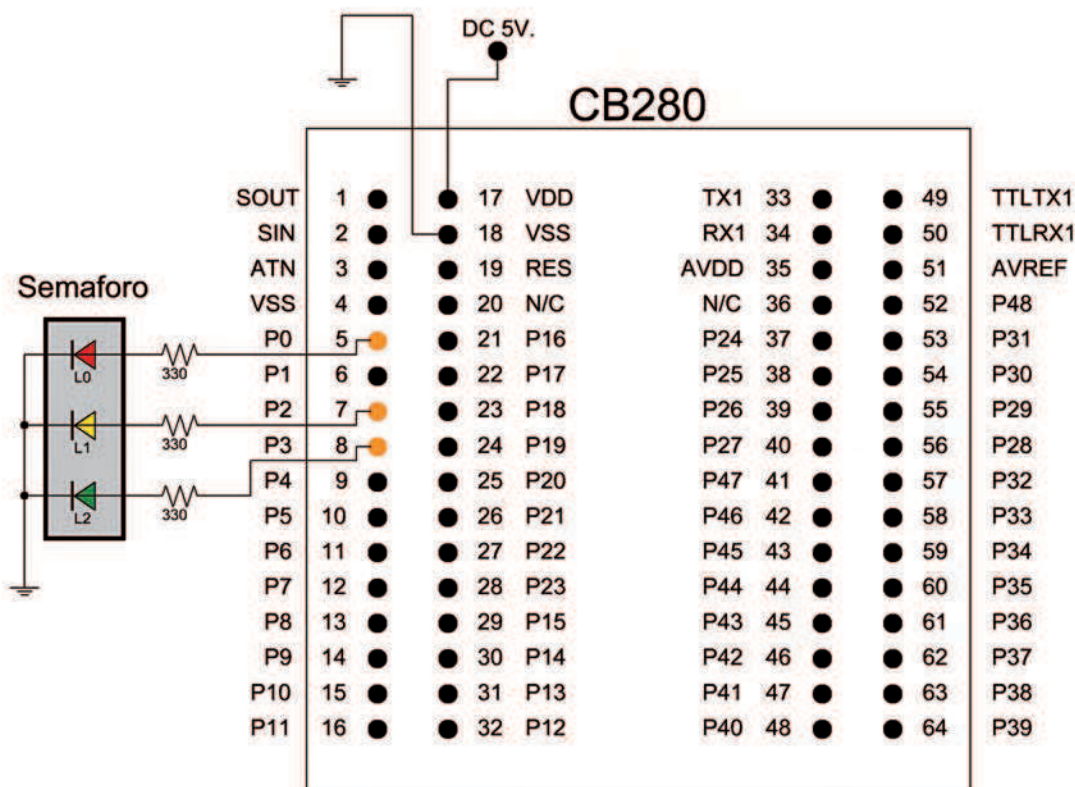 DC 5V.
CB280
SOUT 1 17 VDD TX1 33 49 TTLTX1
SIN 2 18 VSS RX1 34 50 TTLRX1
ATN 3 19 RES AVDD 35 51 AVREF
Semaforo
VSS 4 20 N/C N/C 36 52 P48
P0 5 21 P16 P24 37 53 P31
L0 330
P1 6 22 P17 P25 38 54 P30
P2 7 23 P18 P26 39 55 P29
L1 330
P3 8 24 P19 P27 40 56 P28
P4 9 25 P20 P47 41 57 P32
L2 330
P5 10 26 P21 P46 42 58 P33
P6 11 27 P22 P45 43 59 P34
P7 12 28 P23 P44 44 60 P35
P8 13 29 P15 P43 45 61 P36
P9 14 30 P14 P42 46 62 P37
P10 15 31 P13 P41 47 63 P38
P11 16 32 P12 P40 48 64 P39